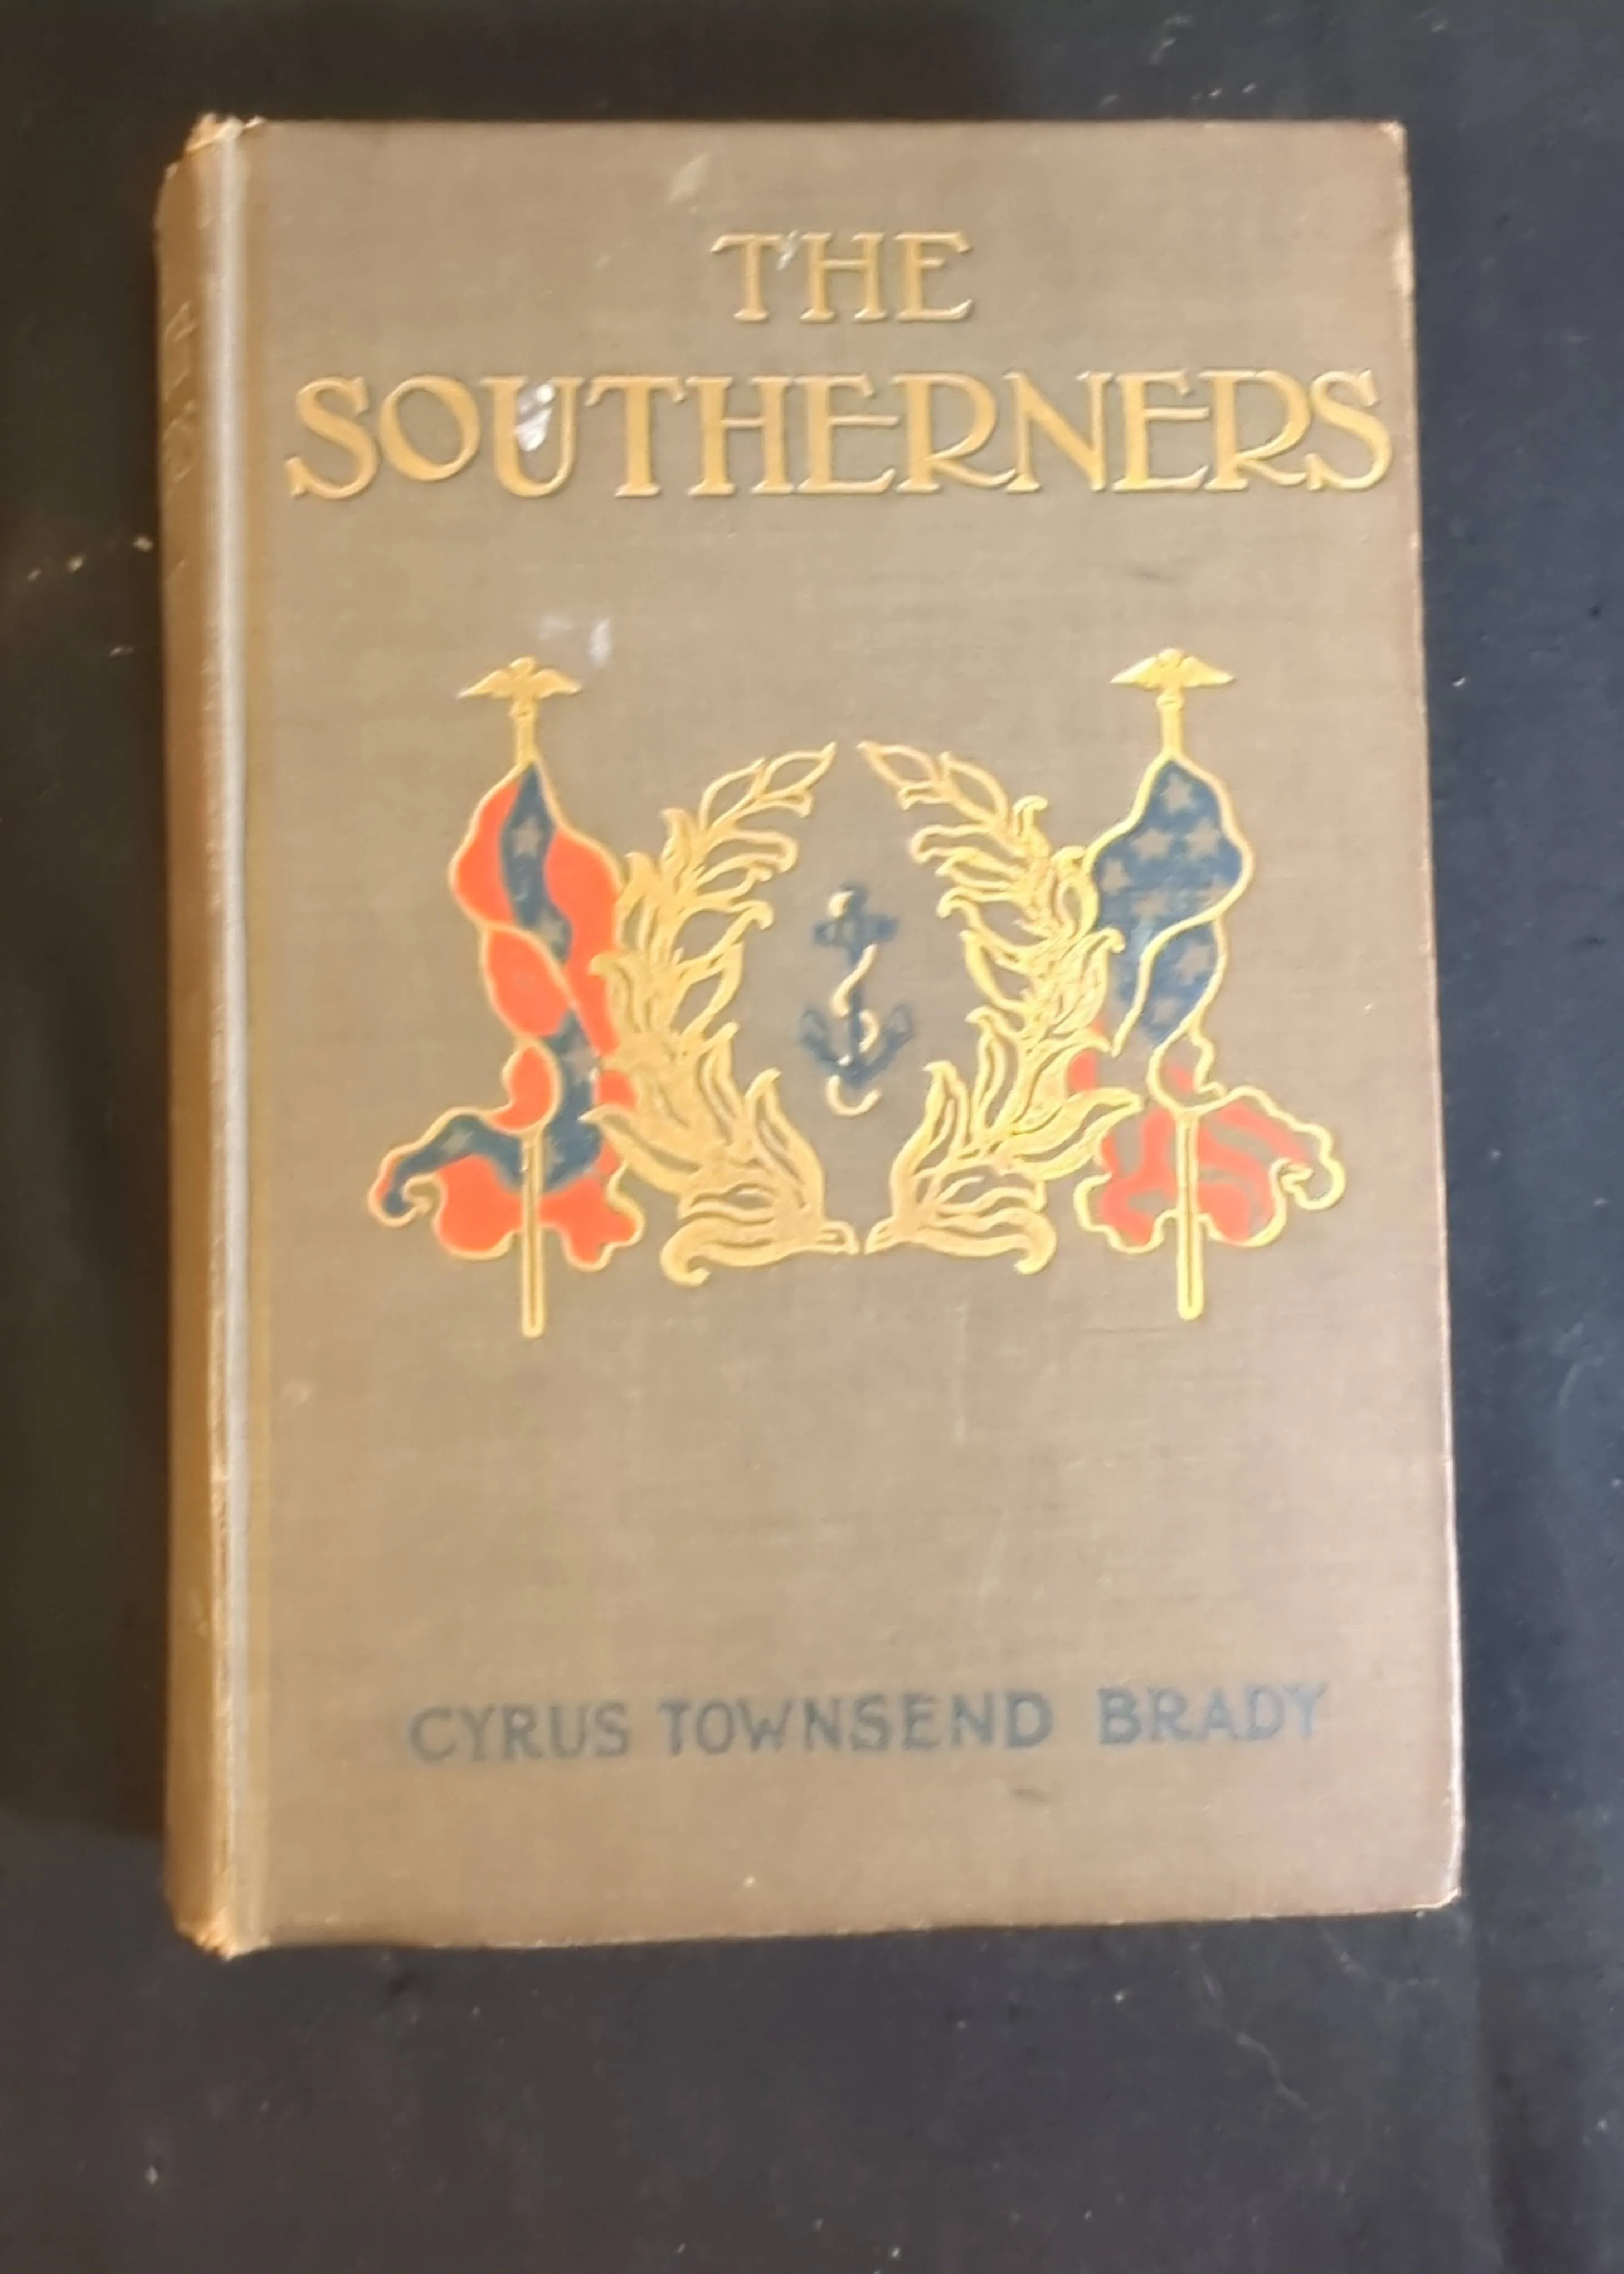 THE
SOUTHERNERS
CYRUS TOWNSEND BRADY